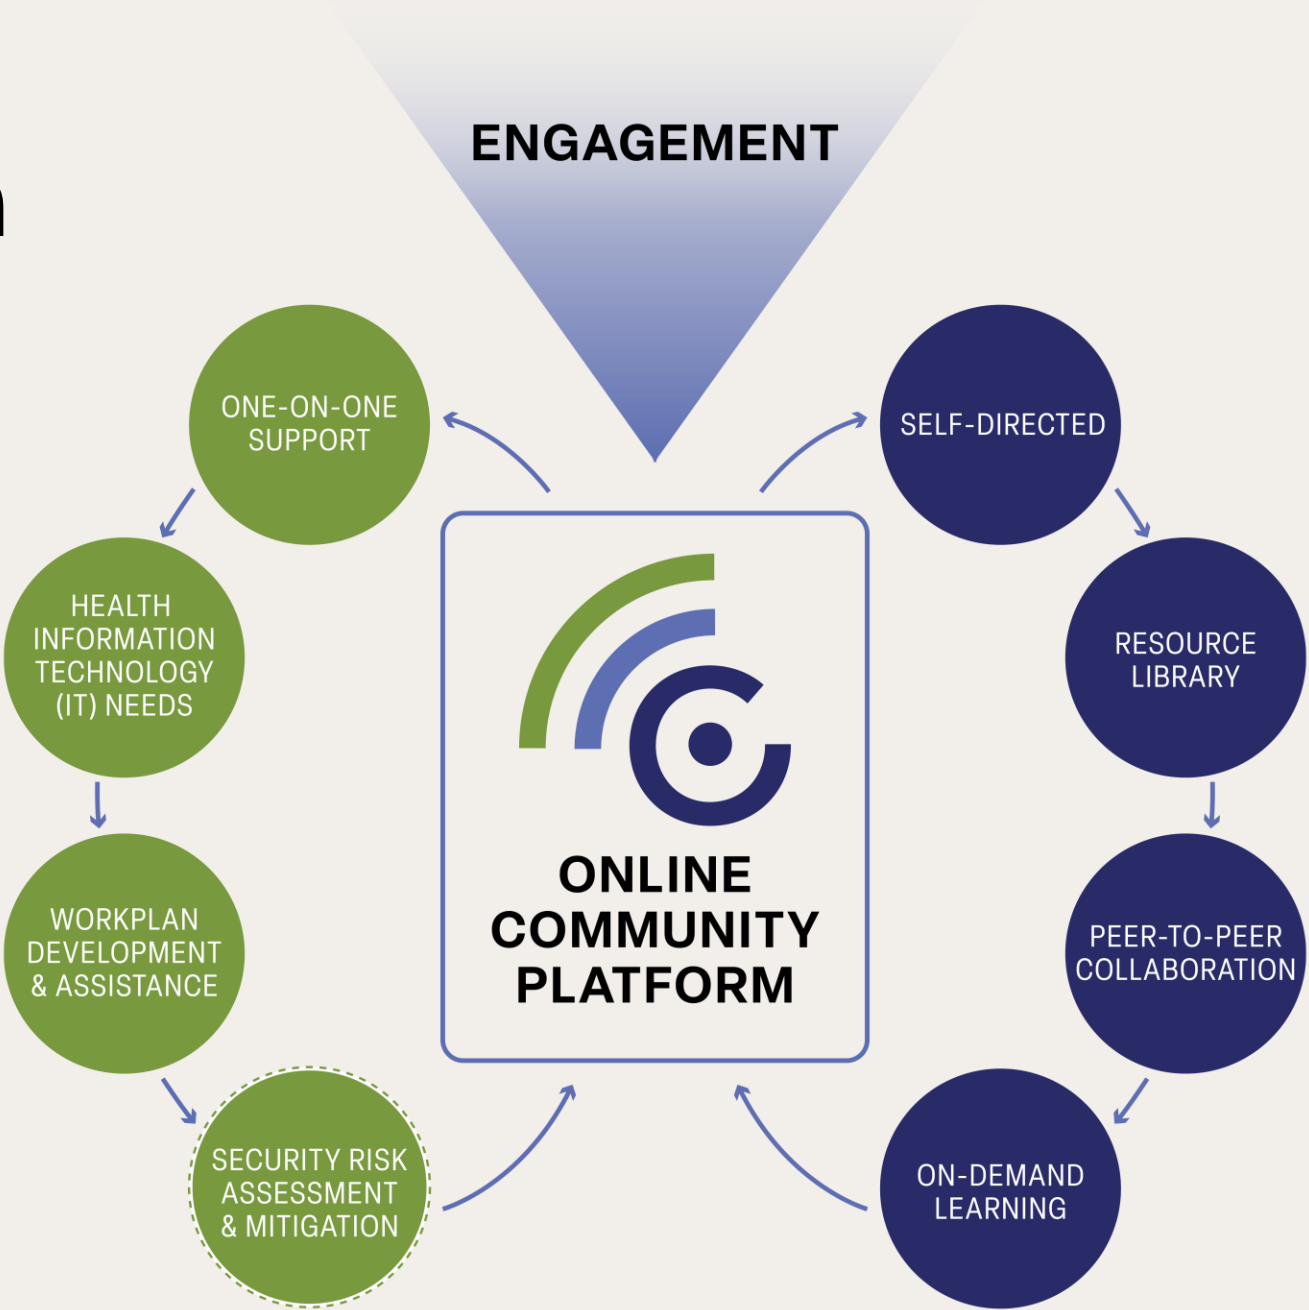 ENGAGEMENT
n
ONE-ON-ONE
SUPPORT
SELF-DIRECTED
HEALTH
INFORMATION
TECHNOLOGY
(IT) NEEDS
RESOURCE
LIBRARY
ONLINE
COMMUNITY
PLATFORM
WORKPLAN
DEVELOPMENT
& ASSISTANCE
PEER-TO-PEER
COLLABORATION
SECURITY RISK
ASSESSMENT
& MITIGATION
ON-DEMAND
LEARNING